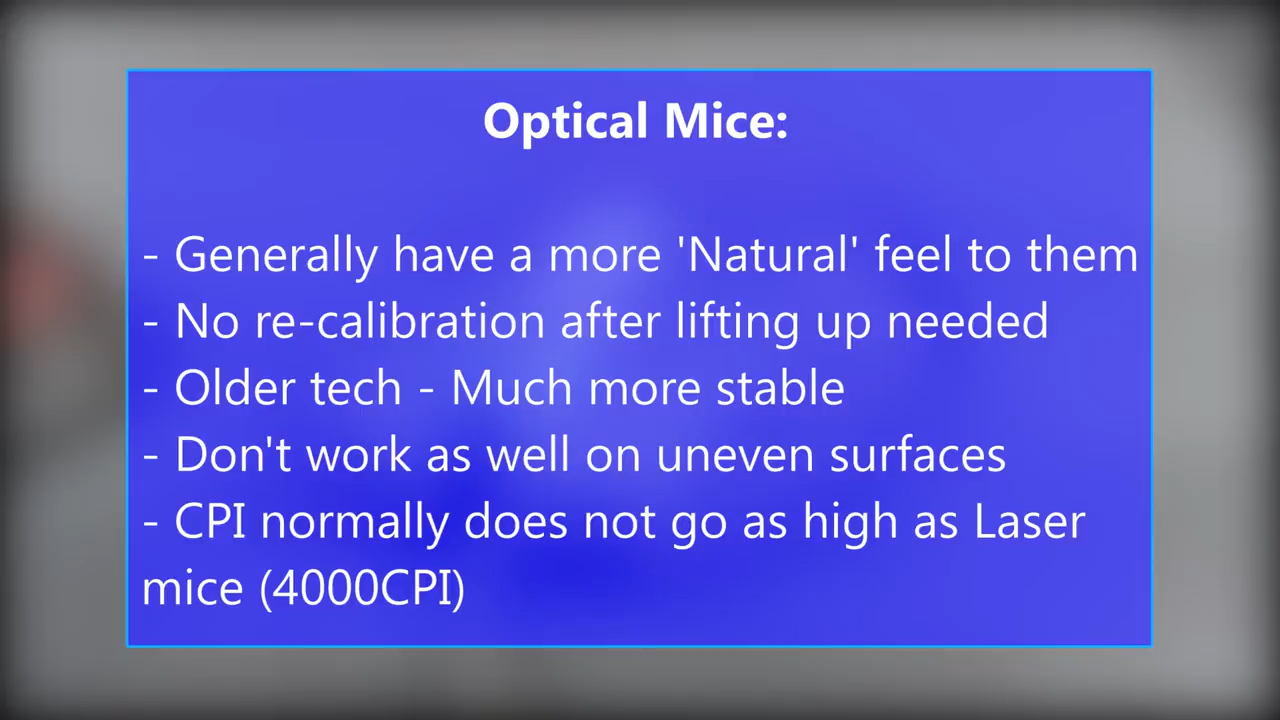 Optical Mice:
- Generally have a more 'Natural' feel to them
- No re-calibration after lifting up needed
- Older tech - Much more stable
- Don't work as well on uneven surfaces
- CPI normally does not go as high as Laser
mice (4000CPI)